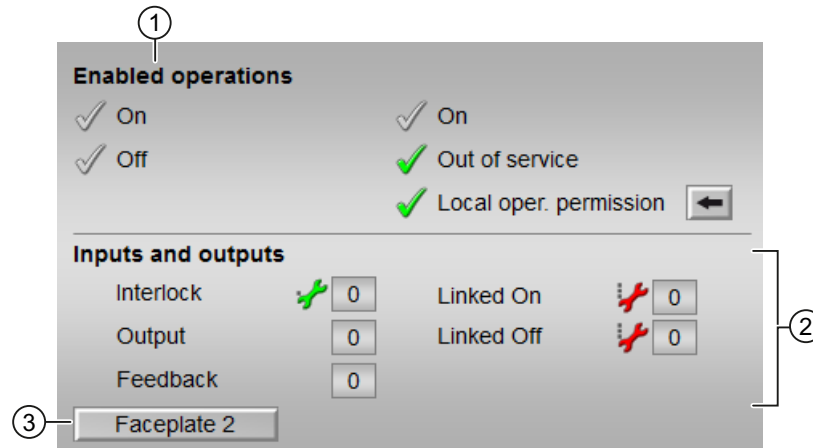 1
Enabled operations
On On
Off Out of service
Local oper. permission
Inputs and outputs
Interlock 0 Linked On 0
Output 0 Linked Off 0
2
Feedback 0
3 Faceplate 2